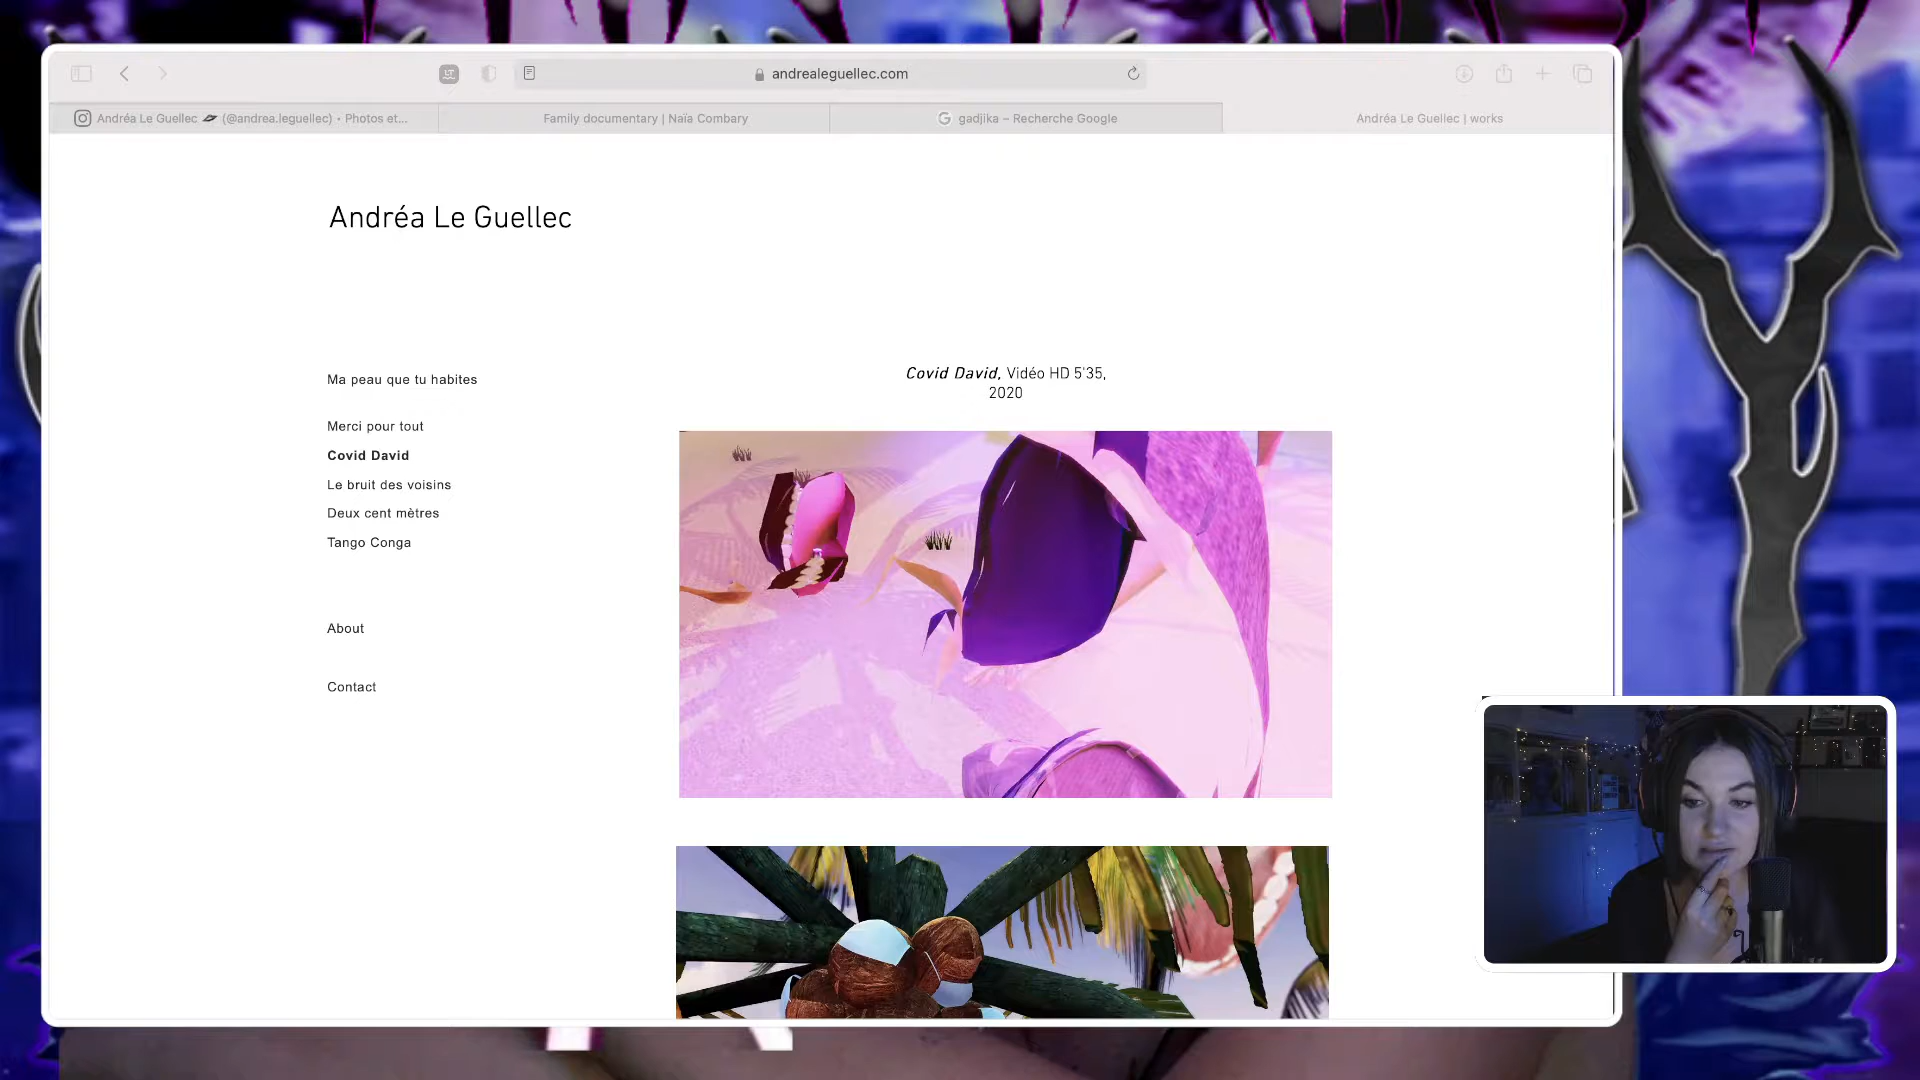 andrealeguellec.com
Andréa Le Guellec (@andrea.leguellec) • Photos et...
Family documentary | Naïa Combary
gadjika – Recherche Google
Andréa Le Guellec | works
Andréa Le Guellec
Ma peau que tu habites
Merci pour tout
Covid David
Le bruit des voisins
Deux cent mètres
Tango Conga
About
Contact
Covid David, Vidéo HD 5'35,
2020